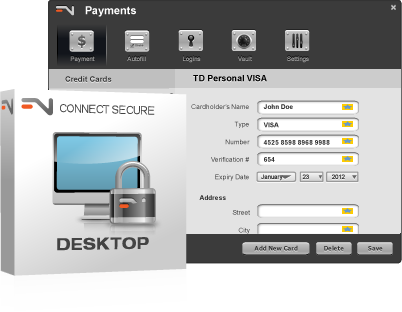 Payments
Payment Autofill Logins Vault Settings
Credit Cards
TD Personal VISA
Cardholder's Name John Doe
Type VISA
Number 4525 8598 8968 9988
Verification # 654
Expiry Date January 23 2012
Address
Street
City
Add New Card Delete Save
CONNECT SECURE
DESKTOP